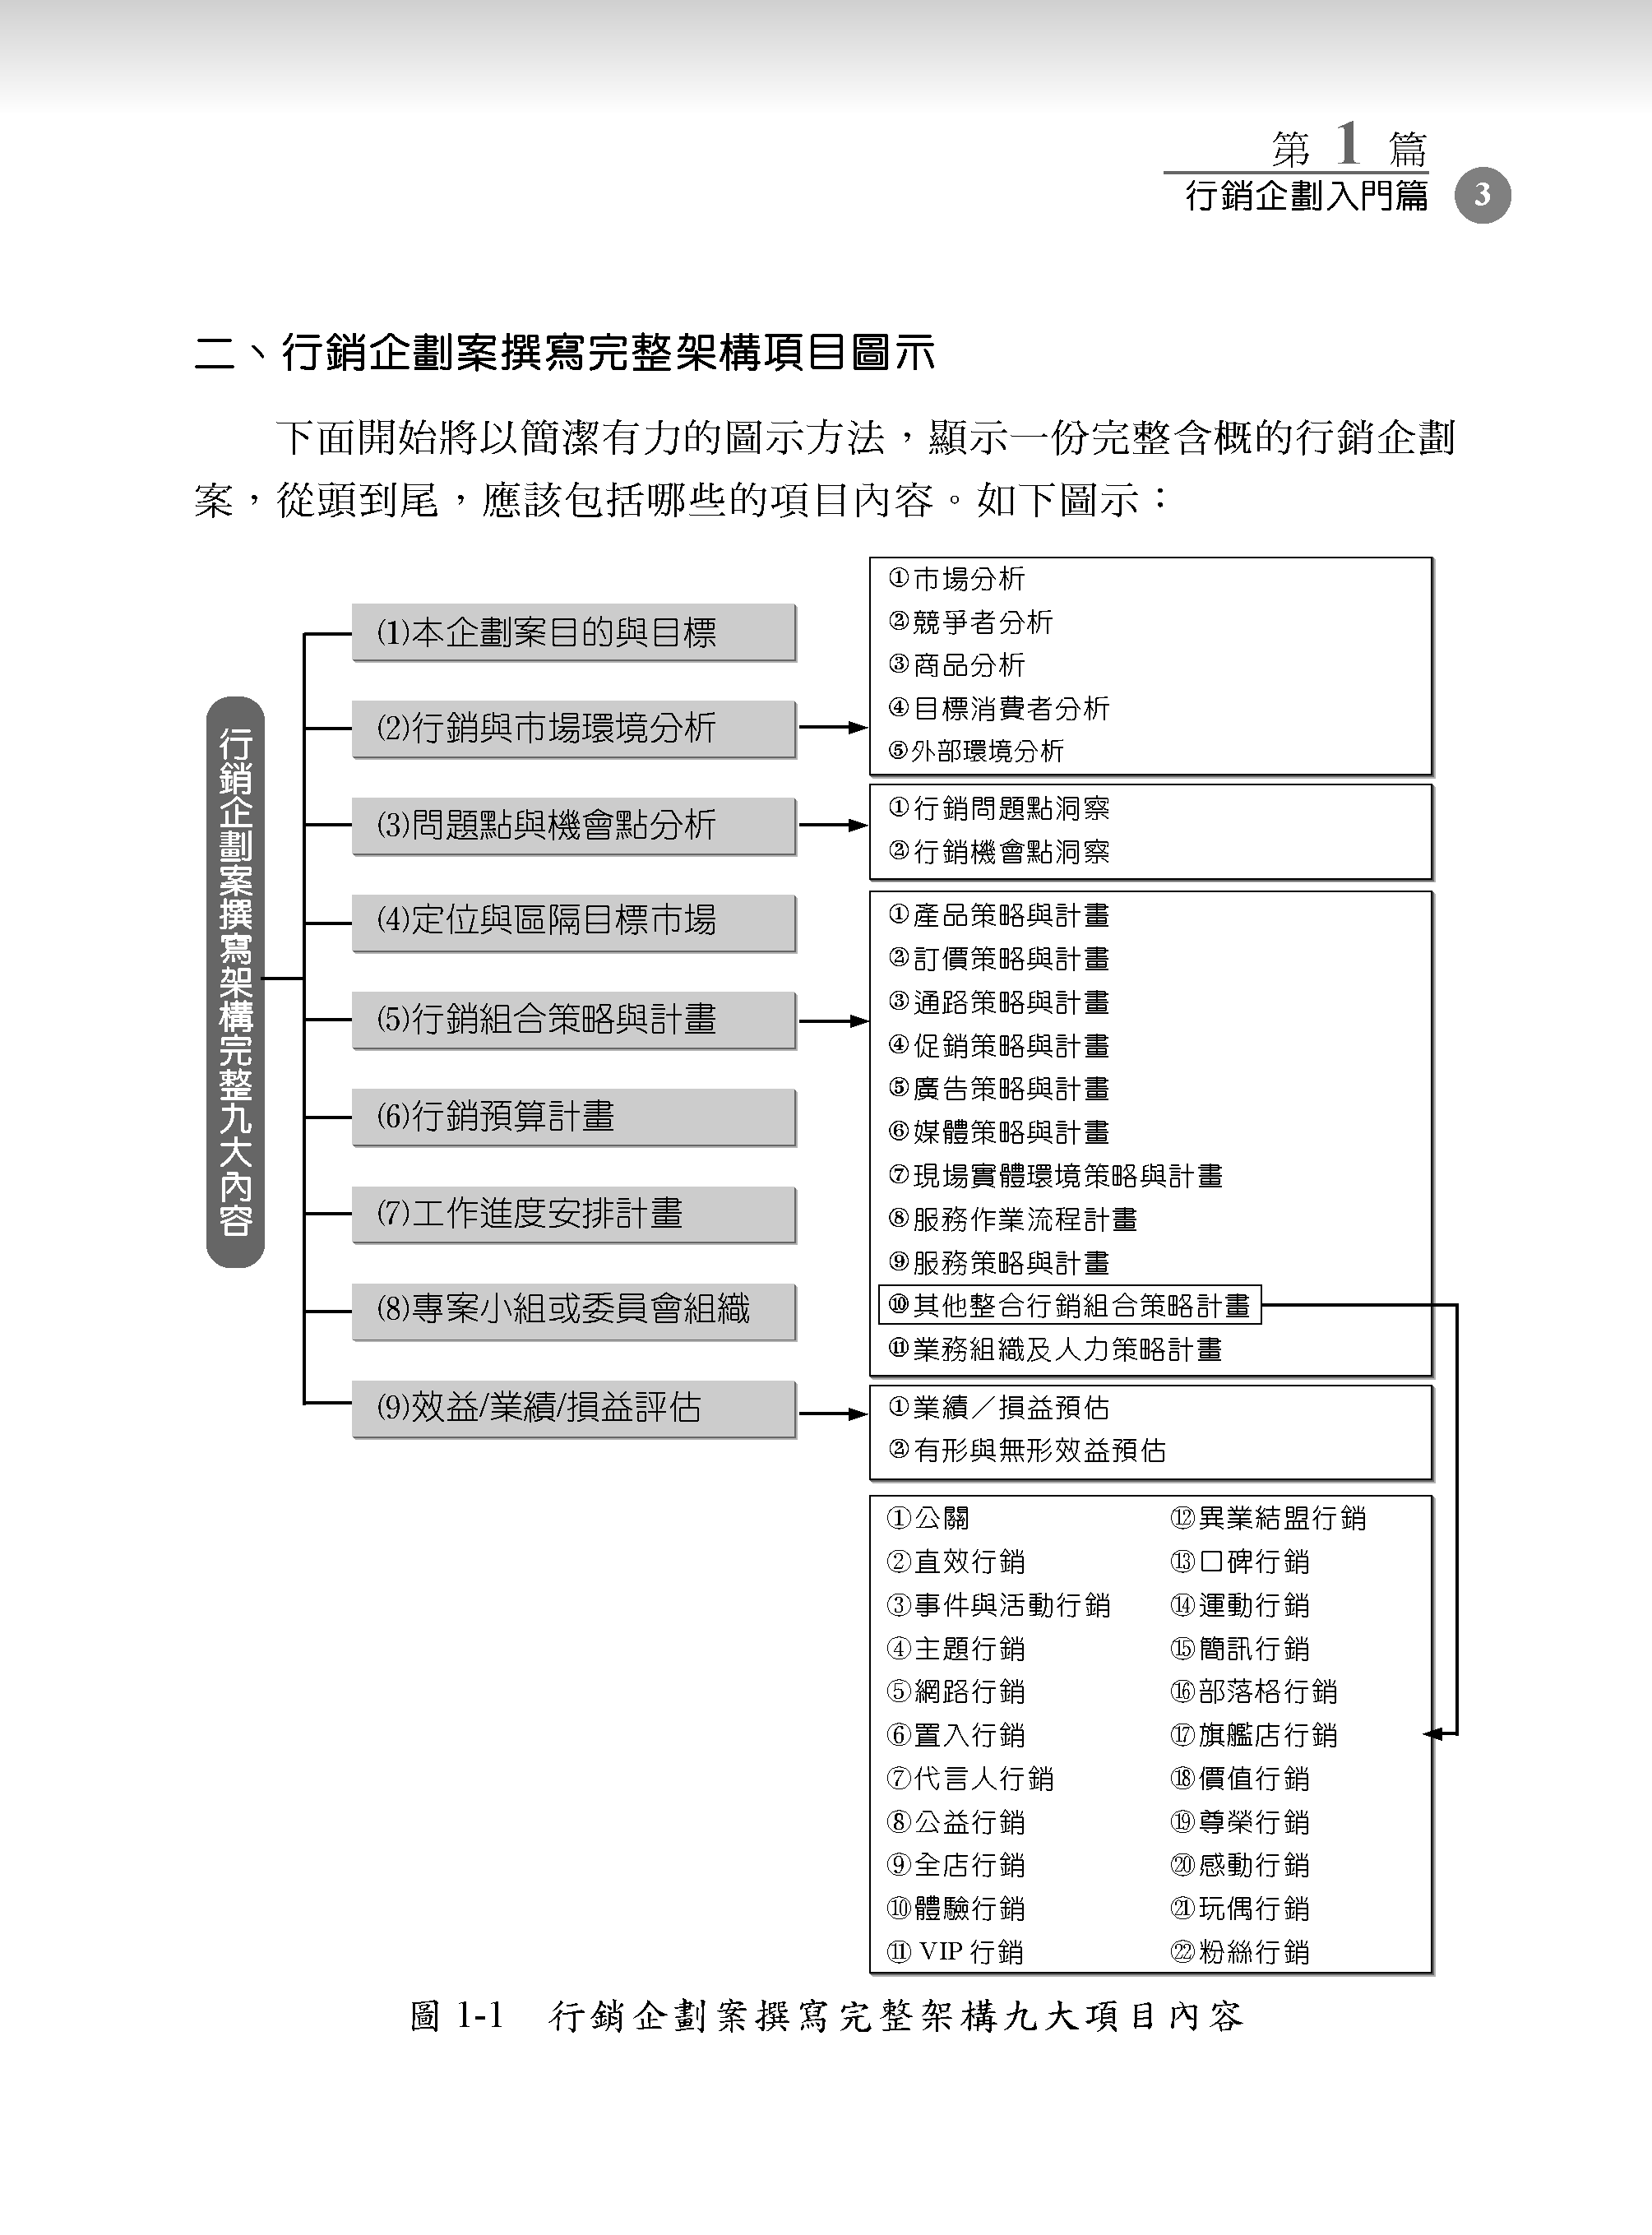 第 1 篇
行銷企劃入門篇
3
二、行銷企劃案撰寫完整架構項目圖示
下面開始將以簡潔有力的圖示方法，顯示一份完整含概的行銷企劃
案，從頭到尾，應該包括哪些的項目內容。如下圖示：
行銷企劃案撰寫架構完整九大內容
(1)本企劃案目的與目標
(2)行銷與市場環境分析
①市場分析
②競爭者分析
③商品分析
④目標消費者分析
⑤外部環境分析
(3)問題點與機會點分析
①行銷問題點洞察
②行銷機會點洞察
(4)定位與區隔目標市場
(5)行銷組合策略與計畫
①產品策略與計畫
②訂價策略與計畫
③通路策略與計畫
④促銷策略與計畫
⑤廣告策略與計畫
⑥媒體策略與計畫
⑦現場實體環境策略與計畫
⑧服務作業流程計畫
⑨服務策略與計畫
⑩其他整合行銷組合策略計畫
⑪業務組織及人力策略計畫
(6)行銷預算計畫
(7)工作進度安排計畫
(8)專案小組或委員會組織
(9)效益/業績/損益評估
①業績／損益預估
②有形與無形效益預估
①公關
②直效行銷
③事件與活動行銷
④主題行銷
⑤網路行銷
⑥置入行銷
⑦代言人行銷
⑧公益行銷
⑨全店行銷
⑩體驗行銷
⑪ VIP 行銷
⑫異業結盟行銷
⑬口碑行銷
⑭運動行銷
⑮簡訊行銷
⑯部落格行銷
⑰旗艦店行銷
⑱價值行銷
⑲尊榮行銷
⑳感動行銷
㉑玩偶行銷
㉒粉絲行銷
圖 1-1 行銷企劃案撰寫完整架構九大項目內容